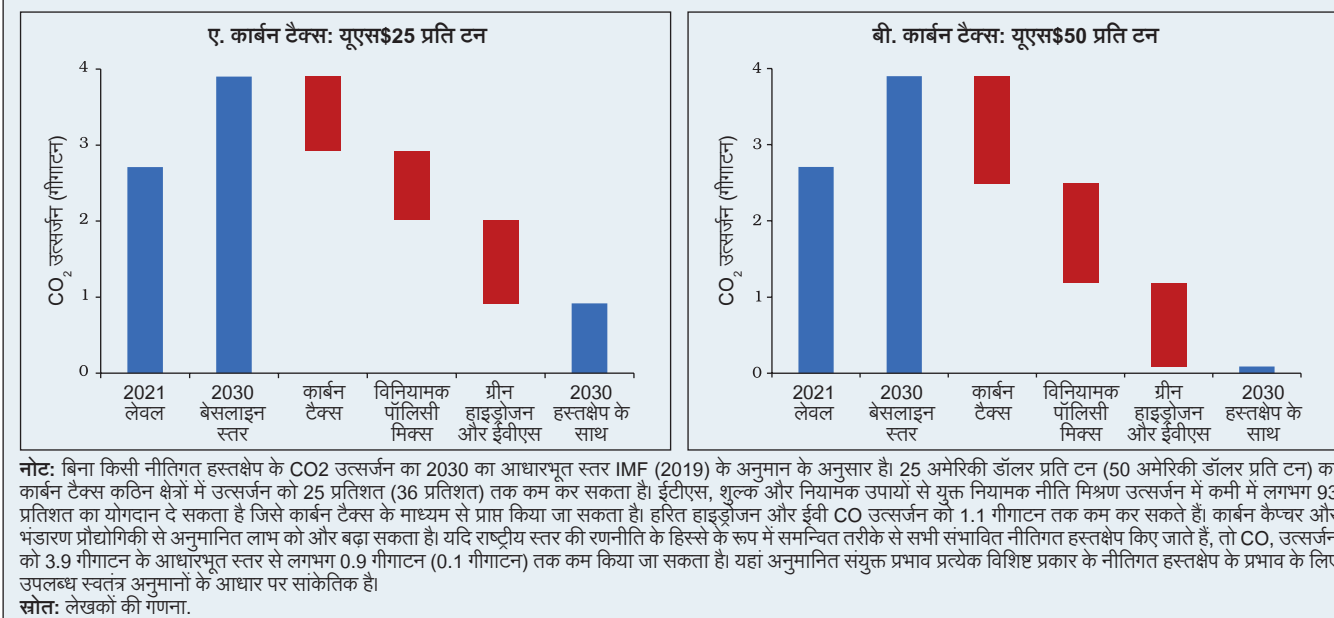 ए. कार्बन टैक्स: यूएस$25 प्रति टन
CO₂ उत्सर्जन (गीगाटन)
4
3
2
1
0
2021 लेवल
2030 बेसलाइन स्तर
कार्बन टैक्स
विनियामक पॉलिसी मिक्स
ग्रीन हाइड्रोजन और ईवीएस
2030 हस्तक्षेप के साथ
बी. कार्बन टैक्स: यूएस$50 प्रति टन
CO₂ उत्सर्जन (गीगाटन)
4
3
2
1
0
2021 लेवल
2030 बेसलाइन स्तर
कार्बन टैक्स
विनियामक पॉलिसी मिक्स
ग्रीन हाइड्रोजन और ईवीएस
2030 हस्तक्षेप के साथ
नोट: बिना किसी नीतिगत हस्तक्षेप के CO2 उत्सर्जन का 2030 का आधारभूत स्तर IMF (2019) के अनुमान के अनुसार है। 25 अमेरिकी डॉलर प्रति टन (50 अमेरिकी डॉलर प्रति टन) का
कार्बन टैक्स कठिन क्षेत्रों में उत्सर्जन को 25 प्रतिशत (36 प्रतिशत) तक कम कर सकता है। ईटीएस, शुल्क और नियामक उपायों से युक्त नियामक नीति मिश्रण उत्सर्जन में कमी में लगभग 93
प्रतिशत का योगदान दे सकता है जिसे कार्बन टैक्स के माध्यम से प्राप्त किया जा सकता है। हरित हाइड्रोजन और ईवी CO उत्सर्जन को 1.1 गीगाटन तक कम कर सकते हैं। कार्बन कैप्चर और
भंडारण प्रौद्योगिकी से अनुमानित लाभ को और बढ़ा सकता है। यदि राष्ट्रीय स्तर की रणनीति के हिस्से के रूप में समन्वित तरीके से सभी संभावित नीतिगत हस्तक्षेप किए जाते हैं, तो CO, उत्सर्जन
को 3.9 गीगाटन के आधारभूत स्तर से लगभग 0.9 गीगाटन (0.1 गीगाटन) तक कम किया जा सकता है। यहां अनुमानित संयुक्त प्रभाव प्रत्येक विशिष्ट प्रकार के नीतिगत हस्तक्षेप के प्रभाव के लिए
उपलब्ध स्वतंत्र अनुमानों के आधार पर सांकेतिक है।
स्रोत: लेखकों की गणना.